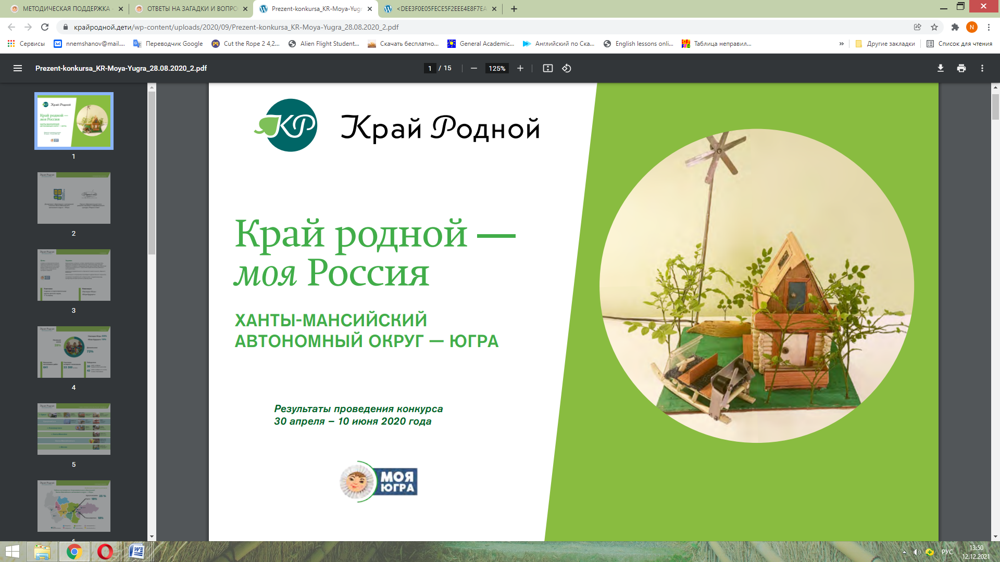 МЕТОДИЧЕСКАЯ ПОДДЕРЖКА
ОТВЕТЫ НА ЗАГАДКИ И ВОПРО
Prezent-konkursa_KR-Moya-Yugr
<DEE3F0E05FECE5F2EEE4E8F7EA
крайродной.дети/wp-content/uploads/2020/09/Prezent-konkursa_KR-Moya-Yugra_28.08.2020_2.pdf
N
Сервисы
nnemshanov@mail....
Переводчик Google
Cut the Rope 2 4,2...
Alien Flight Student...
Скачать бесплатно...
General Academic...
Английский по Ска...
English lessons onli...
Таблица неправил...
»
Другие закладки
Список для чтения
Prezent-konkursa_KR-Moya-Yugra_28.08.2020_2.pdf
1 / 15
125%
1
2
3
4
5
КР Край Родной
Край родной —
моя Россия
ХАНТЫ-МАНСИЙСКИЙ
АВТОНОМНЫЙ ОКРУГ — ЮГРА
Результаты проведения конкурса
30 апреля – 10 июня 2020 года
МОЯ
ЮГРА
РУС
13:50
12.12.2021